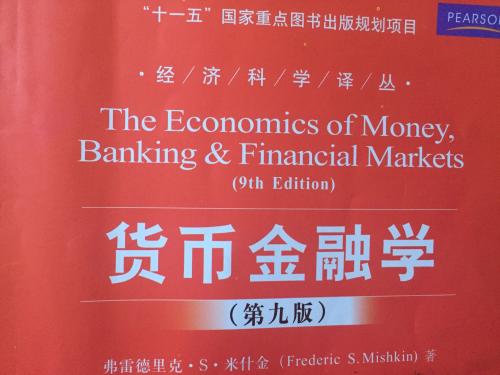 “十一五”国家重点图书出版规划项目
PEARSON
·经/济/科/学/译/丛·
The Economics of Money,
Banking & Financial Markets
(9th Edition)
货币金融学
(第九版)
弗雷德里克·S·米什金 (Frederic S.Mishkin) 著